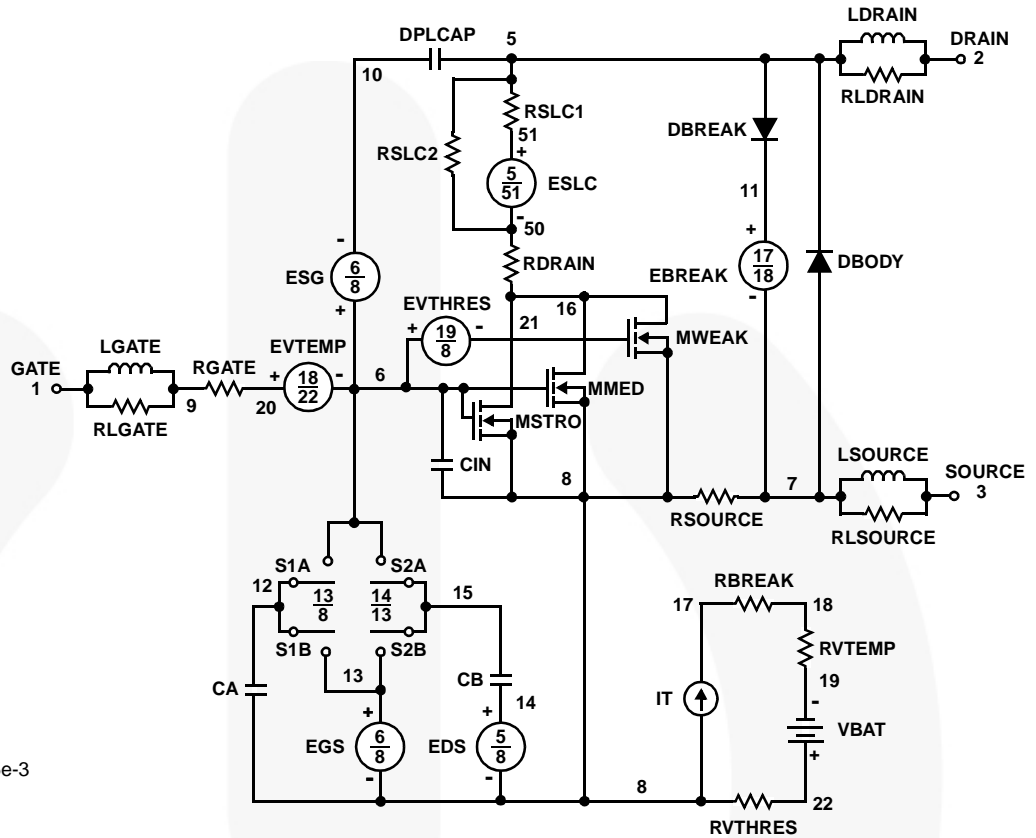 LDRAIN
DPLCAP 5 DRAIN
10 2
RSLC1 RLDRAIN
51 DBREAK
RSLC2 +
5
51 ESLC
11
- 50
- +
RDRAIN 17
18
6
8 EBREAK DBODY
ESG
EVTHRES 16 -
+ + 19
8 - 21
MWEAK
LGATE EVTEMP
GATE RGATE + 18
22 - 6
1 MMED
9 20
RLGATE MSTRO
LSOURCE
CIN 8 7 SOURCE
3
RSOURCE
RLSOURCE
S1A S2A
12 13
8 14
13 15 RBREAK
17 18
S1B S2B RVTEMP
13 CB 19
CA 14 IT -
+ + VBAT
EGS 6
8 EDS 5
8 +
- -
e-3 8 22
RVTHRES